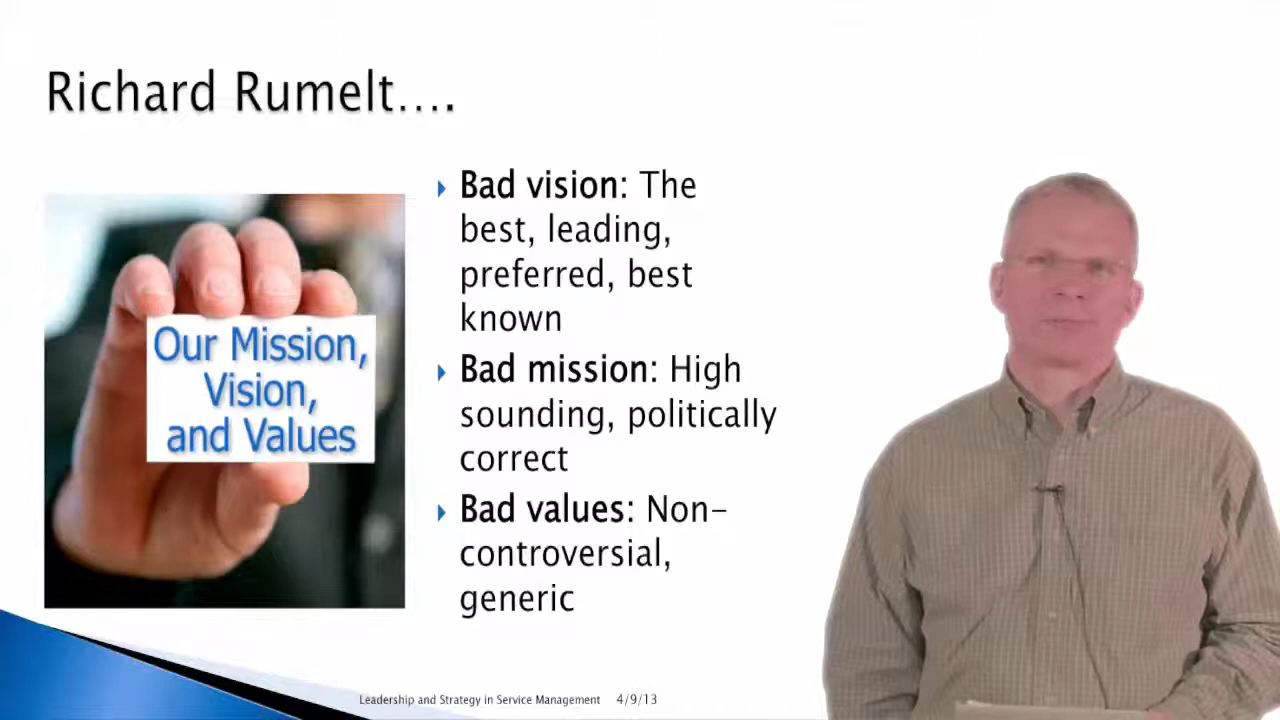 Richard Rumelt....
Our Mission,
Vision,
and Values
Bad vision: The
best, leading,
preferred, best
known
Bad mission: High
sounding, politically
correct
Bad values: Non-
controversial,
generic
Leadership and Strategy in Service Management 4/9/13